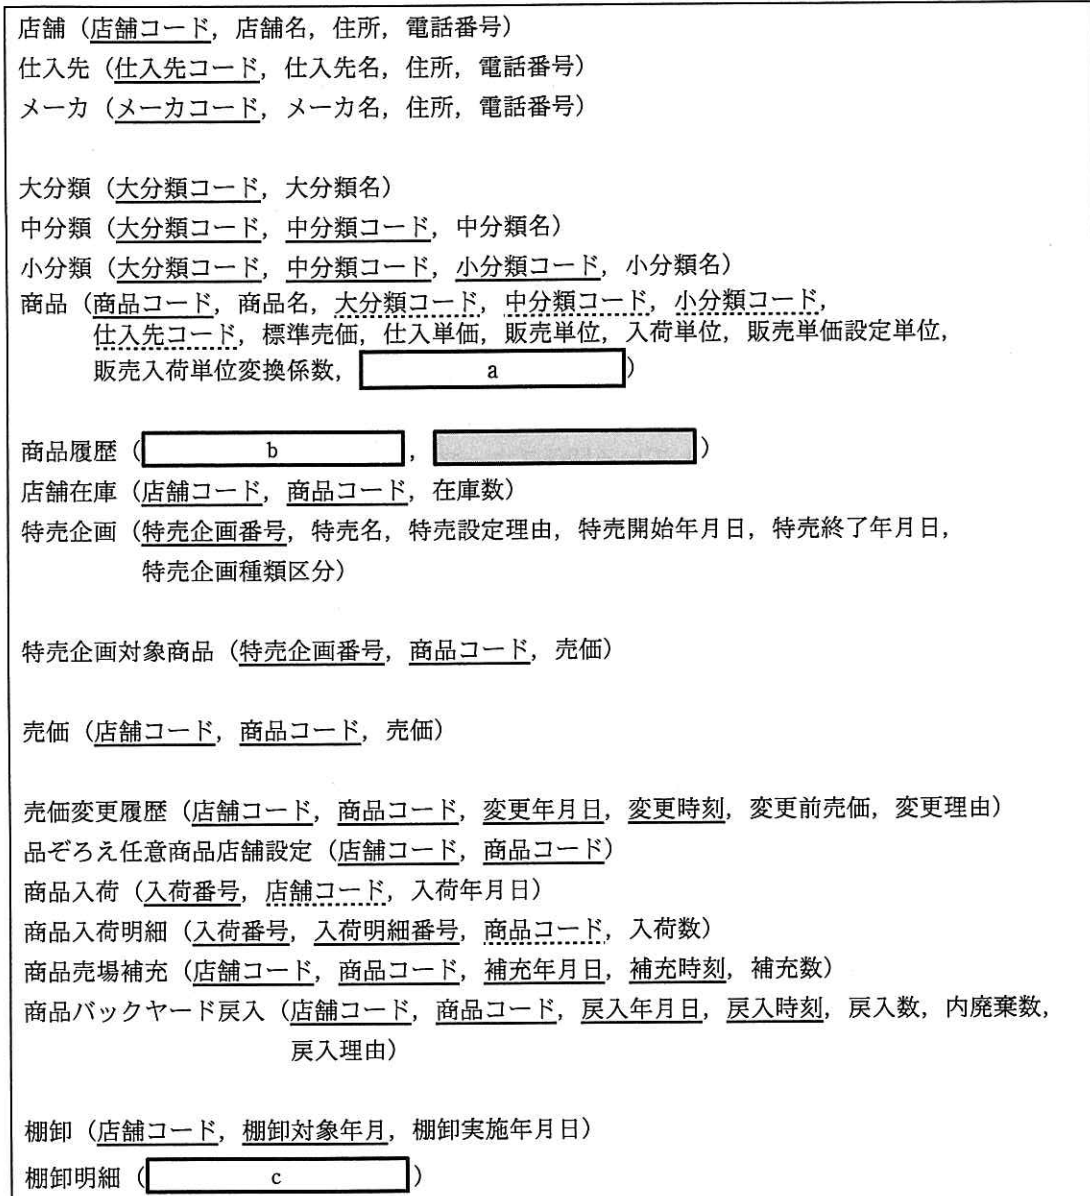 店舗（店舗コード，店舗名，住所，電話番号）
仕入先（仕入先コード，仕入先名，住所，電話番号）
メーカ（メーカコード，メーカ名，住所，電話番号）
大分類（大分類コード，大分類名）
中分類（大分類コード，中分類コード，中分類名）
小分類（大分類コード，中分類コード，小分類コード，小分類名）
商品（商品コード，商品名，大分類コード，中分類コード，小分類コード，
仕入先コード，標準売価，仕入単価，販売単位，入荷単位，販売単価設定単位，
販売入荷単位変換係数， a ）
商品履歴（ b ， ）
店舗在庫（店舗コード，商品コード，在庫数）
特売企画（特売企画番号，特売名，特売設定理由，特売開始年月日，特売終了年月日，
特売企画種類区分）
特売企画対象商品（特売企画番号，商品コード，売価）
売価（店舗コード，商品コード，売価）
売価変更履歴（店舗コード，商品コード，変更年月日，変更時刻，変更前売価，変更理由）
品ぞろえ任意商品店舗設定（店舗コード，商品コード）
商品入荷（入荷番号，店舗コード，入荷年月日）
商品入荷明細（入荷番号，入荷明細番号，商品コード，入荷数）
商品売場補充（店舗コード，商品コード，補充年月日，補充時刻，補充数）
商品バックヤード戻入（店舗コード，商品コード，戻入年月日，戻入時刻，戻入数，内廃棄数，
戻入理由）
棚卸（店舗コード，棚卸対象年月，棚卸実施年月日）
棚卸明細（ c ）